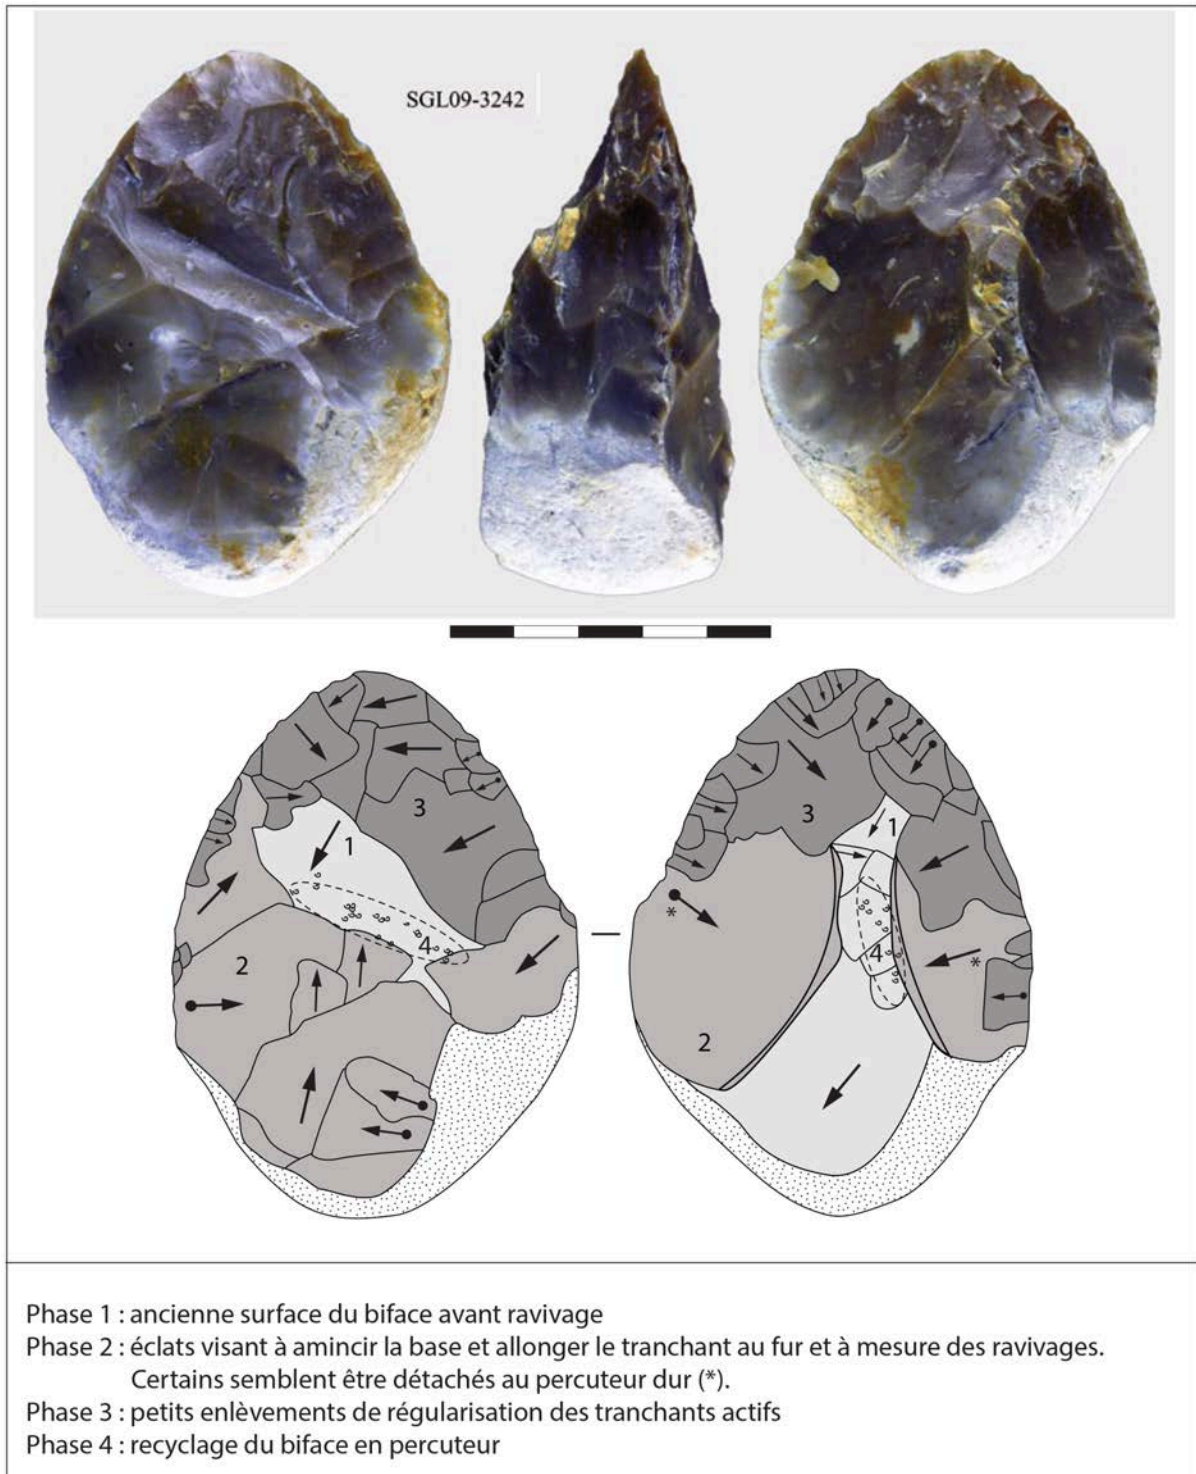 SGL09-3242
1
3
4
2
*
3
1
4
*
2
Phase 1 : ancienne surface du biface avant ravivage
Phase 2 : éclats visant à amincir la base et allonger le tranchant au fur et à mesure des ravivages.
Certains semblent être détachés au percuteur dur (*).
Phase 3 : petits enlèvements de régularisation des tranchants actifs
Phase 4 : recyclage du biface en percuteur